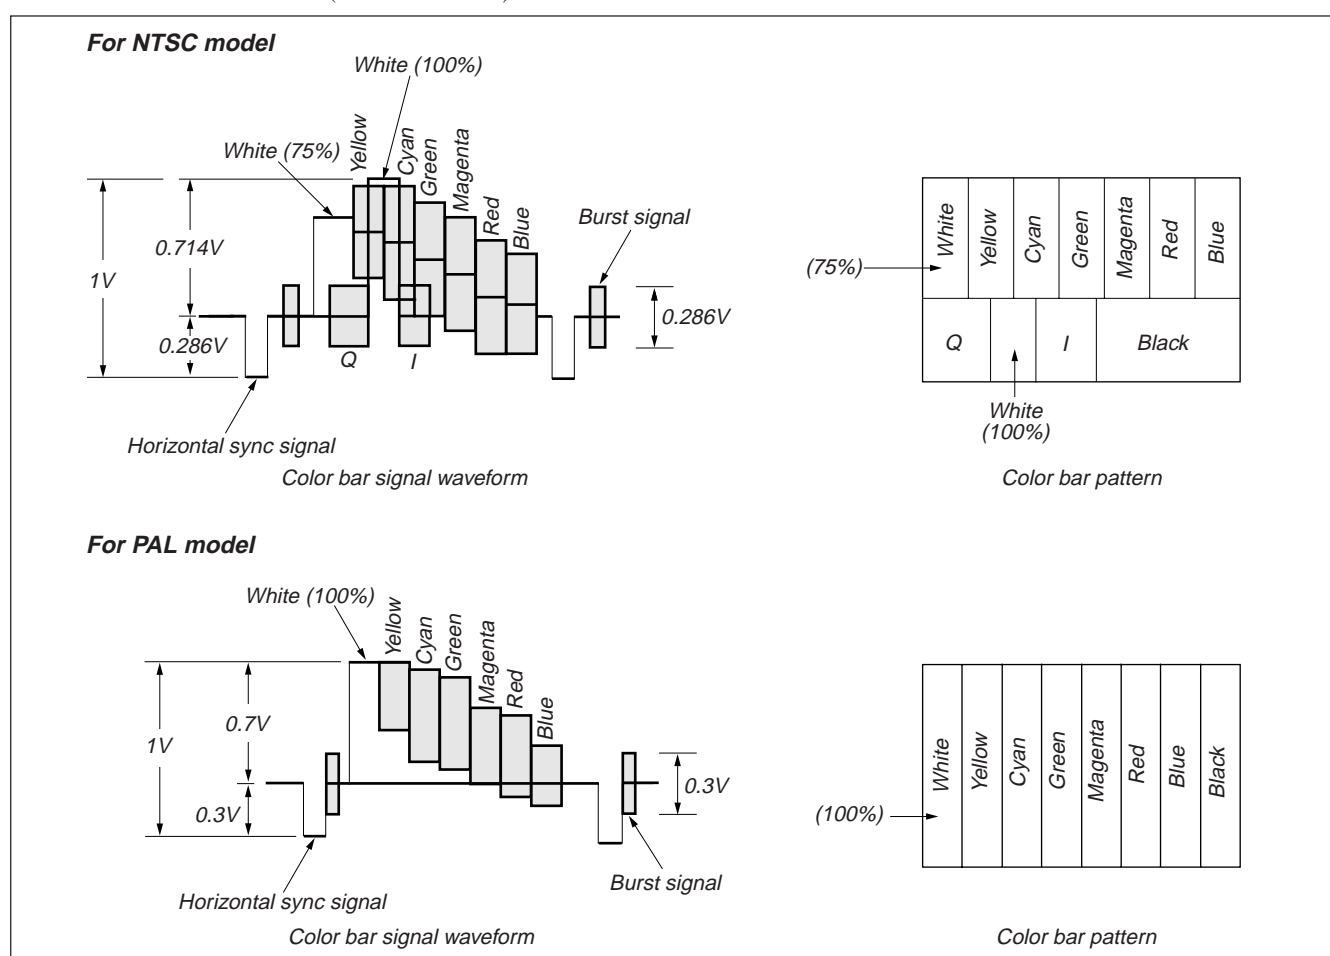 For NTSC model
White (100%)
White (75%)
Yellow
Cyan
Green
Magenta
Red
Blue
Burst signal
0.714V
1V
0.286V
0.286V
Q
I
Horizontal sync signal
Color bar signal waveform
White
Yellow
Cyan
Green
Magenta
Red
Blue
(75%)
Q
I
Black
White
(100%)
Color bar pattern
For PAL model
White (100%)
Yellow
Cyan
Green
Magenta
Red
Blue
0.7V
1V
0.3V
0.3V
Burst signal
Horizontal sync signal
Color bar signal waveform
White
Yellow
Cyan
Green
Magenta
Red
Blue
Black
(100%)
Color bar pattern